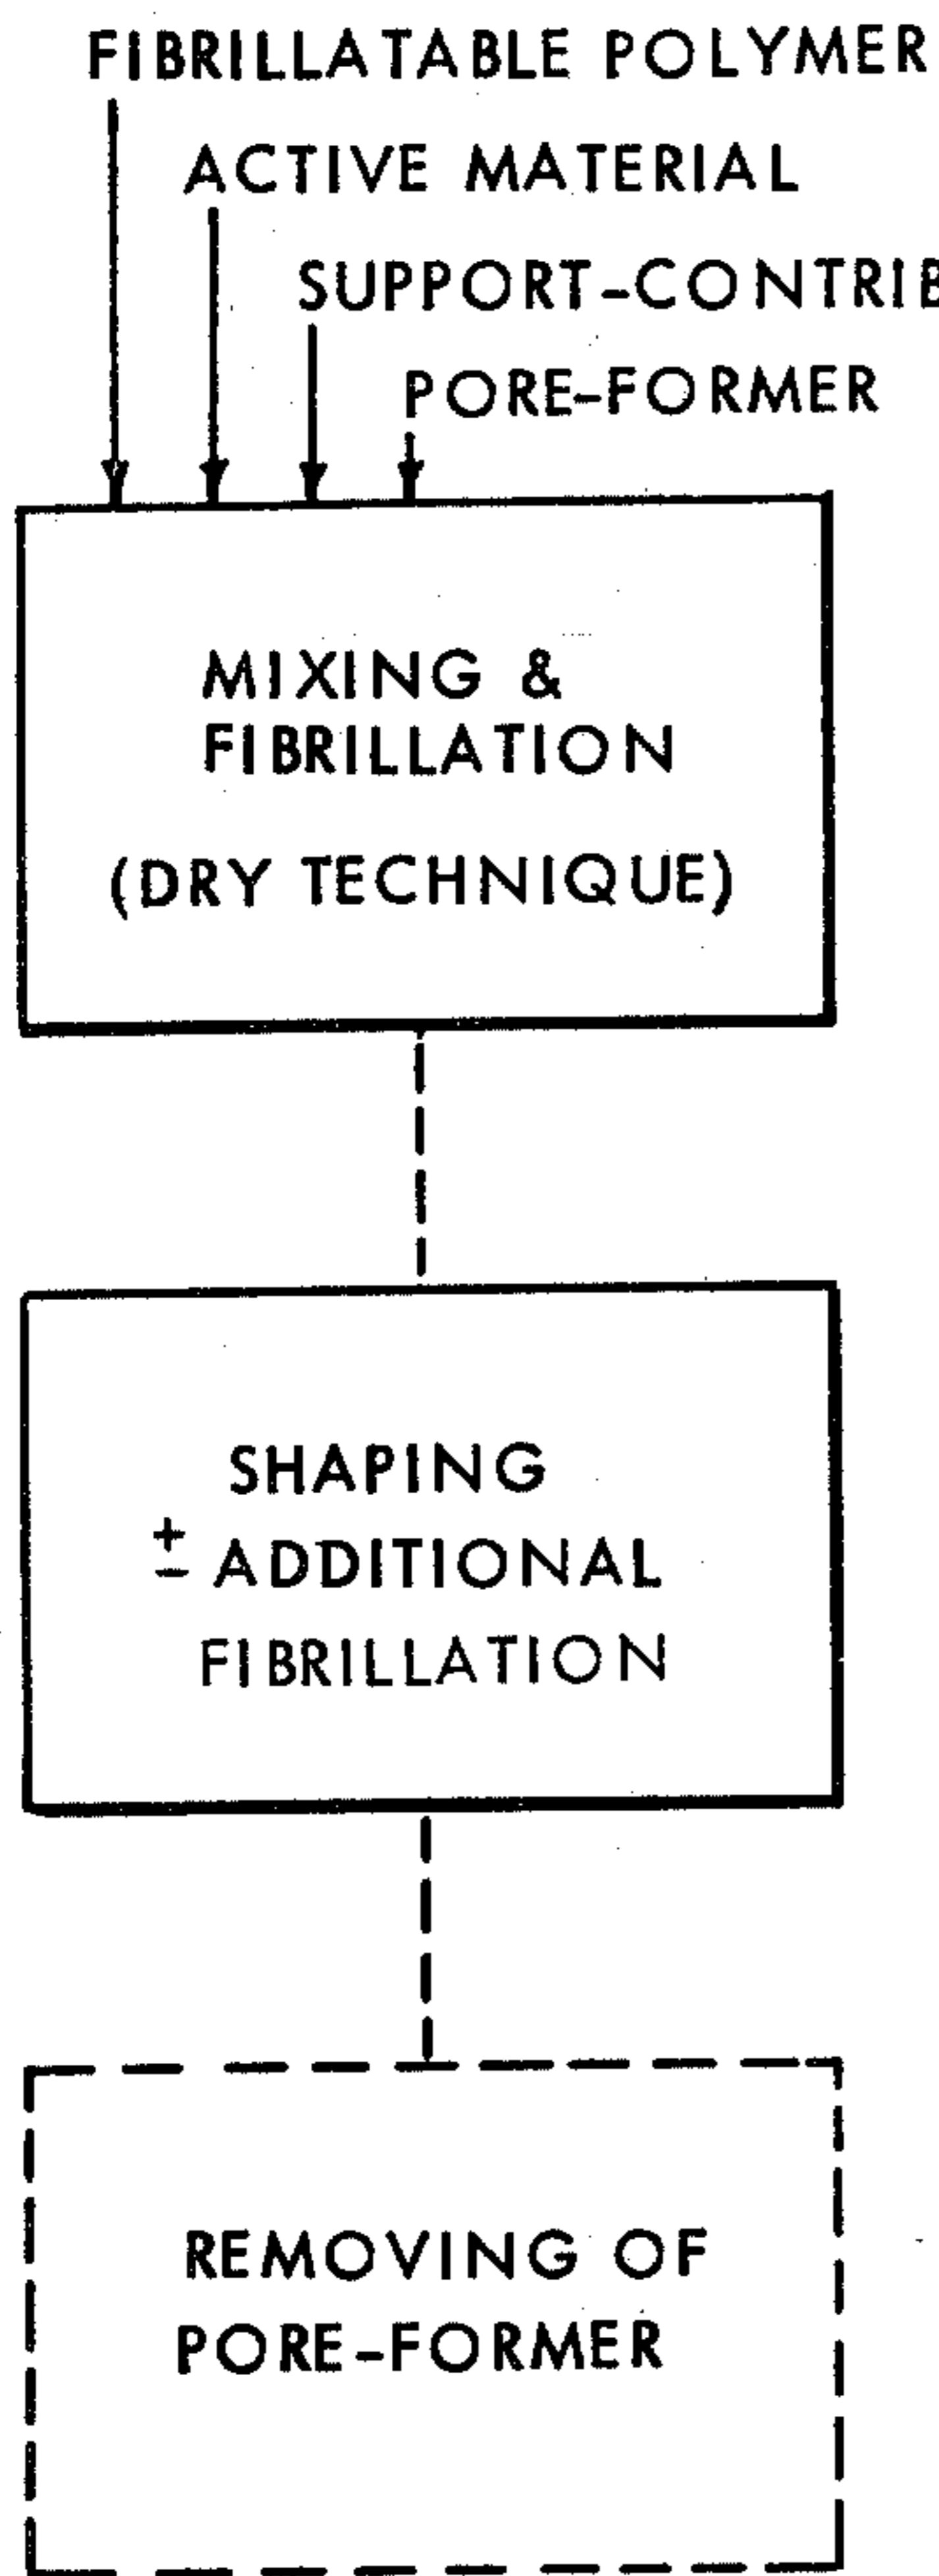 FIBRILLATABLE POLYMER
ACTIVE MATERIAL
SUPPORT-CONTRIB
PORE-FORMER
MIXING &
FIBRILLATION
(DRY TECHNIQUE)
SHAPING
± ADDITIONAL
FIBRILLATION
REMOVING OF
PORE-FORMER